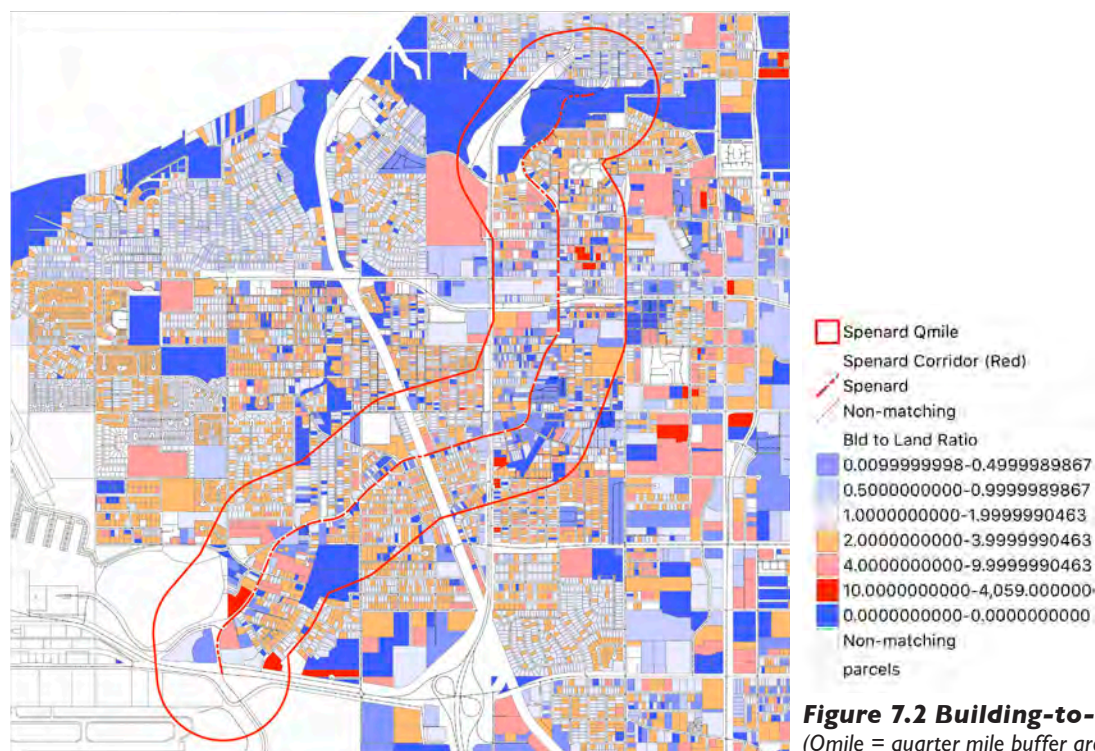 Spenard Qmile
Spenard Corridor (Red)
Spenard
Non-matching
Bld to Land Ratio
0.0099999998-0.4999989867
0.5000000000-0.9999989867
1.0000000000-1.9999990463
2.0000000000-3.9999990463
4.0000000000-9.9999990463
10.0000000000-4,059.000000
0.0000000000-0.0000000000
Non-matching
parcels
Figure 7.2 Building-to-
(Qmile = quarter mile buffer